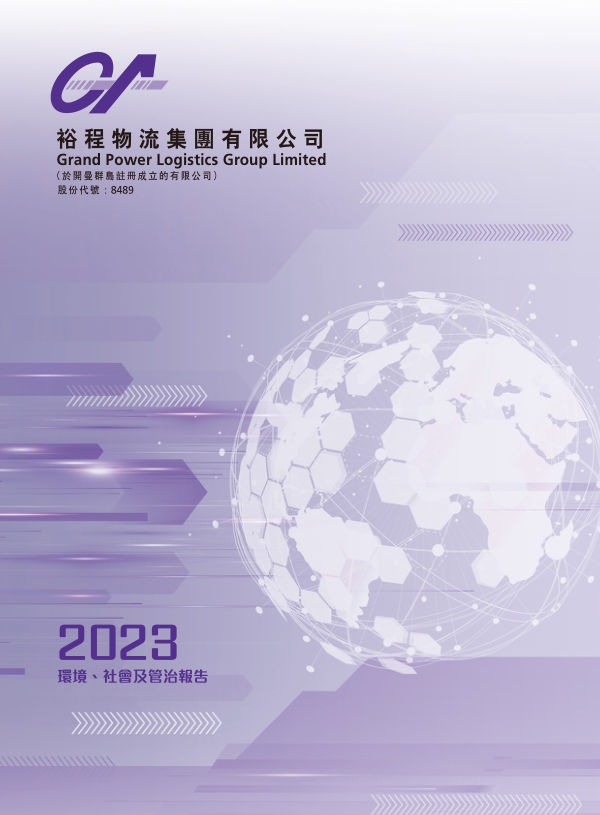 裕程物流集團有限公司
Grand Power Logistics Group Limited
(於開曼群島註冊成立的有限公司)
股份代號：8489
2023
環境、社會及管治報告